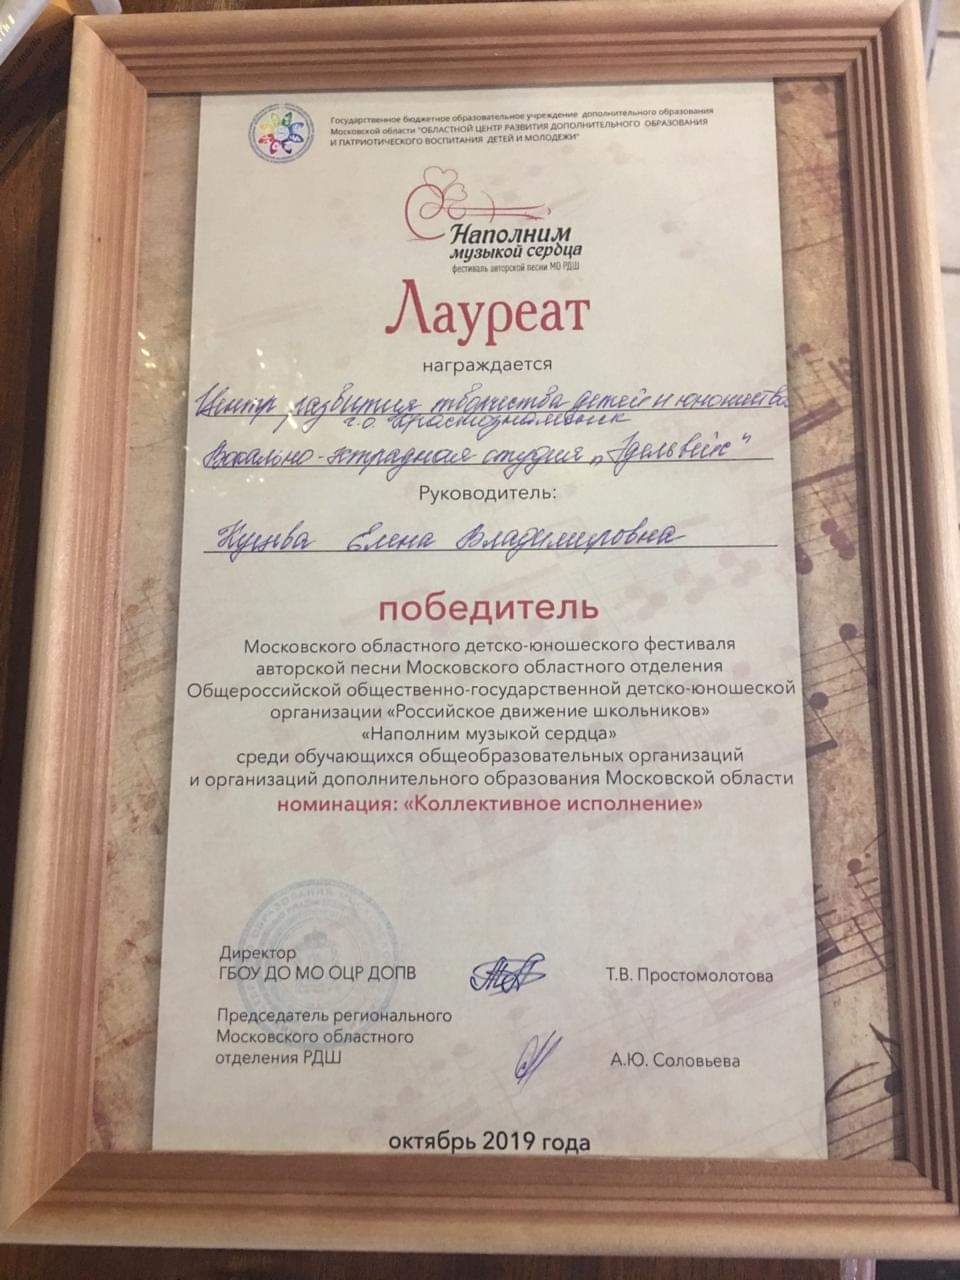 Государственное бюджетное образовательное учреждение дополнительного образования
Московской области "ОБЛАСТНОЙ ЦЕНТР РАЗВИТИЯ ДОПОЛНИТЕЛЬНОГО ОБРАЗОВАНИЯ
И ПАТРИОТИЧЕСКОГО ВОСПИТАНИЯ ДЕТЕЙ И МОЛОДЕЖИ"
Наполним
музыкой сердца
фестиваль авторской песни МО РДШ
Лауреат
награждается
Центр развития творчества детей и юношества
г.о. Краснознаменск
Вокально-эстрадная студия „Эдельвейс"
Руководитель:
Елена Владимировна
победитель
Московского областного детско-юношеского фестиваля
авторской песни Московского областного отделения
Общероссийской общественно-государственной детско-юношеской
организации «Российское движение школьников»
«Наполним музыкой сердца»
среди обучающихся общеобразовательных организаций
и организаций дополнительного образования Московской области
номинация: «Коллективное исполнение»
Директор
ГБОУ ДО МО ОЦР ДОПВ
Т.В. Простомолотова
Председатель регионального
Московского областного
отделения РДШ
А.Ю. Соловьева
октябрь 2019 года